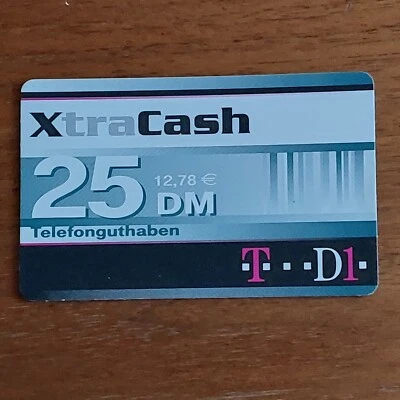 XtraCash
25 DM
12,78 €
Telefonguthaben
·T···D1·